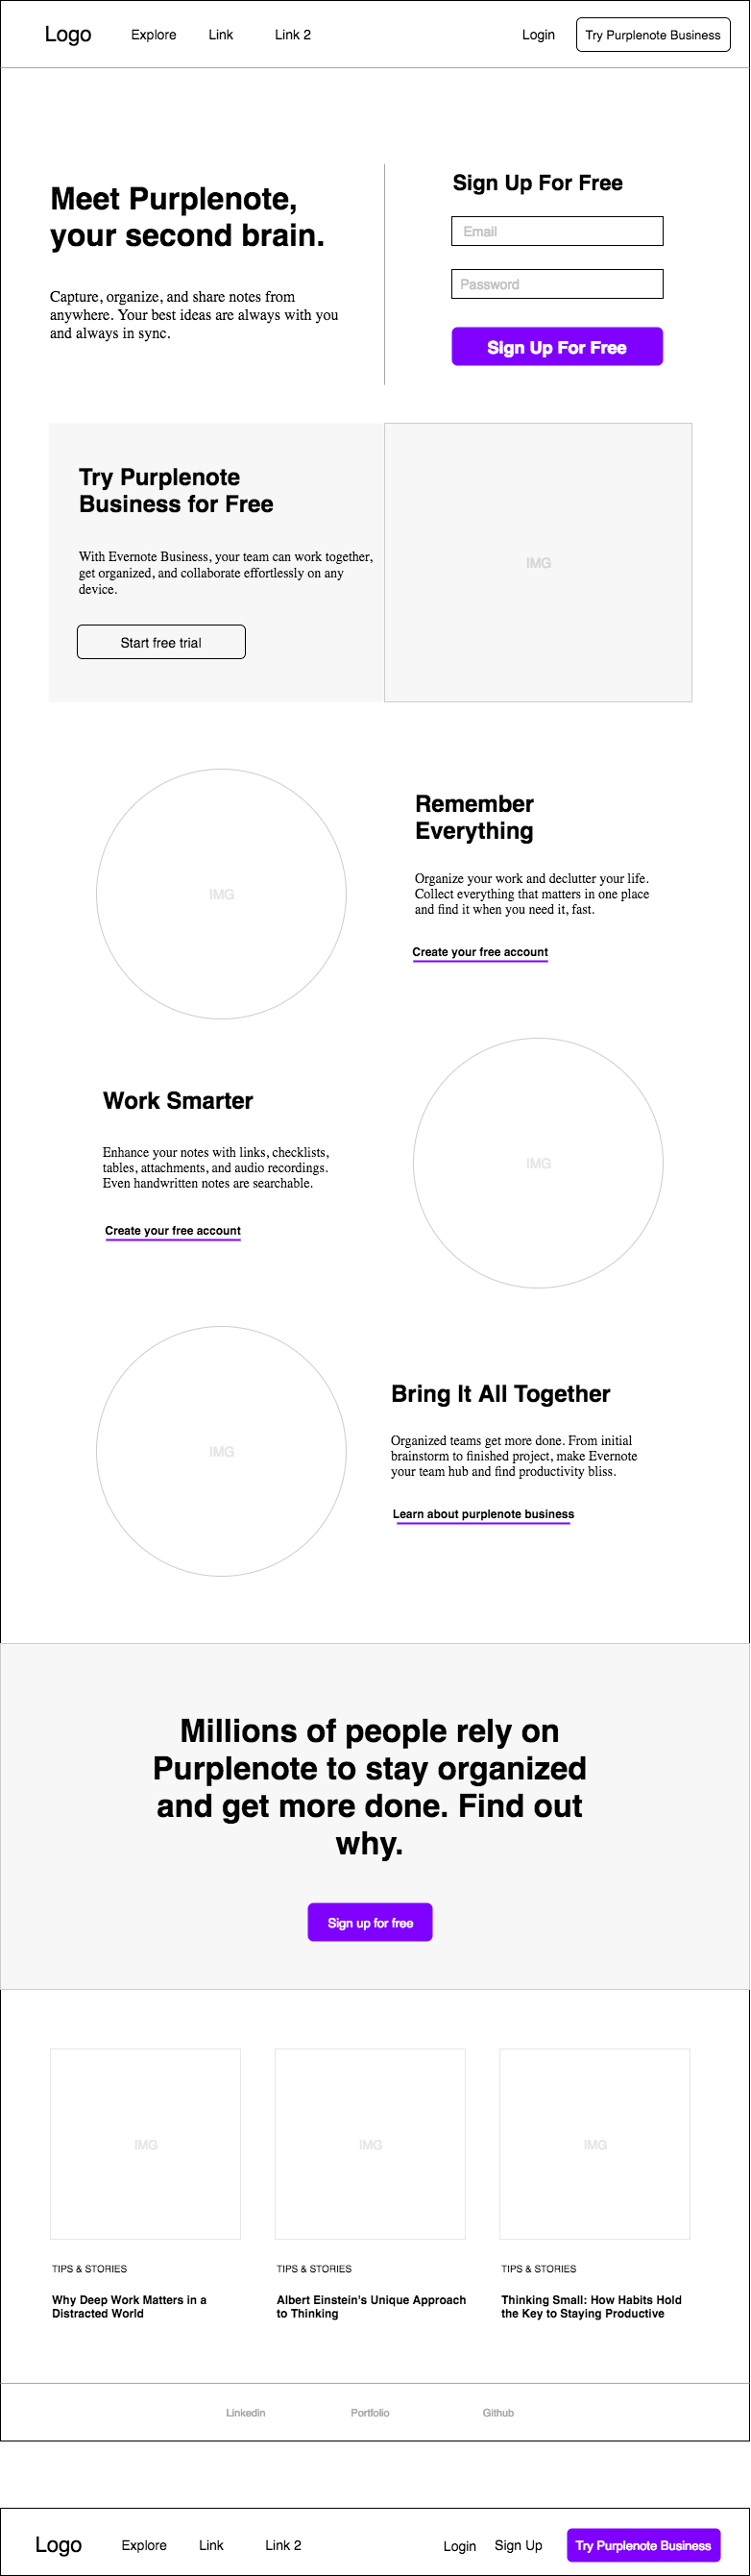 Logo Explore Link Link 2 Login Try Purplenote Business
Meet Purplenote,
your second brain.
Capture, organize, and share notes from
anywhere. Your best ideas are always with you
and always in sync.
Sign Up For Free
Email
Password
Sign Up For Free
Try Purplenote
Business for Free
With Evernote Business, your team can work together,
get organized, and collaborate effortlessly on any
device.
Start free trial
IMG
IMG
Remember
Everything
Organize your work and declutter your life.
Collect everything that matters in one place
and find it when you need it, fast.
Create your free account
Work Smarter
Enhance your notes with links, checklists,
tables, attachments, and audio recordings.
Even handwritten notes are searchable.
Create your free account
IMG
IMG
Bring It All Together
Organized teams get more done. From initial
brainstorm to finished project, make Evernote
your team hub and find productivity bliss.
Learn about purplenote business
Millions of people rely on
Purplenote to stay organized
and get more done. Find out
why.
Sign up for free
IMG
TIPS & STORIES
Why Deep Work Matters in a
Distracted World
IMG
TIPS & STORIES
Albert Einstein's Unique Approach
to Thinking
IMG
TIPS & STORIES
Thinking Small: How Habits Hold
the Key to Staying Productive
Linkedin Portfolio Github
Logo Explore Link Link 2 Login Sign Up Try Purplenote Business